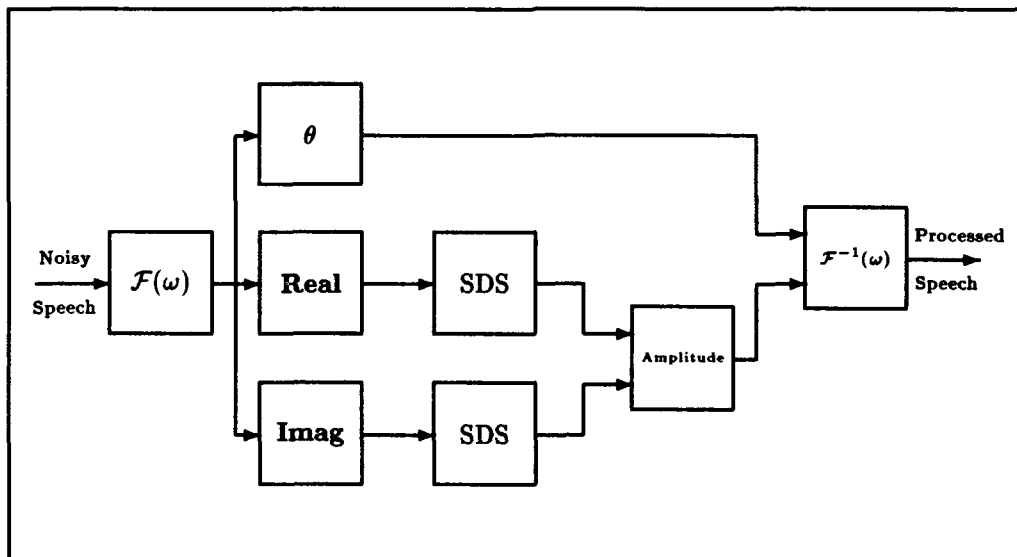 θ
Noisy
Speech
𝓕(ω)
Real
SDS
Imag
SDS
Amplitude
𝓕⁻¹(ω)
Processed
Speech